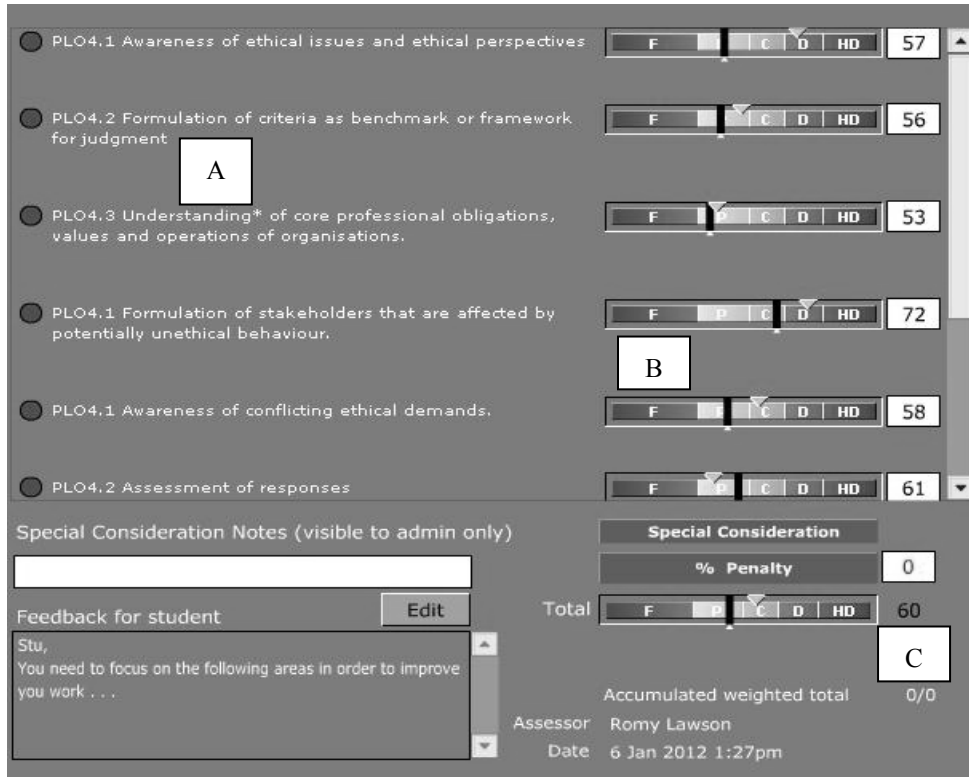 PLO4.1 Awareness of ethical issues and ethical perspectives
F P C D HD 57
PLO4.2 Formulation of criteria as benchmark or framework
for judgment
F C D HD 56
A
PLO4.3 Understanding* of core professional obligations,
values and operations of organisations.
F P C D HD 53
PLO4.1 Formulation of stakeholders that are affected by
potentially unethical behaviour.
F P C D HD 72
B
PLO4.1 Awareness of conflicting ethical demands.
F P C D HD 58
PLO4.2 Assessment of responses
F P C D HD 61
Special Consideration Notes (visible to admin only)
Special Consideration
% Penalty 0
Feedback for student Edit
Total F P C D HD 60
Stu,
You need to focus on the following areas in order to improve
you work . . .
C
Accumulated weighted total 0/0
Assessor Romy Lawson
Date 6 Jan 2012 1:27pm